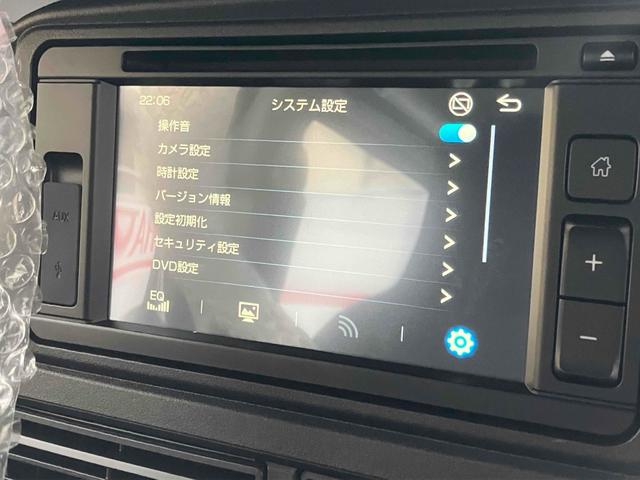 22:06
システム設定
操作音
カメラ設定
時計設定
バージョン情報
設定初期化
セキュリティ設定
DVD設定
EQ
AUX